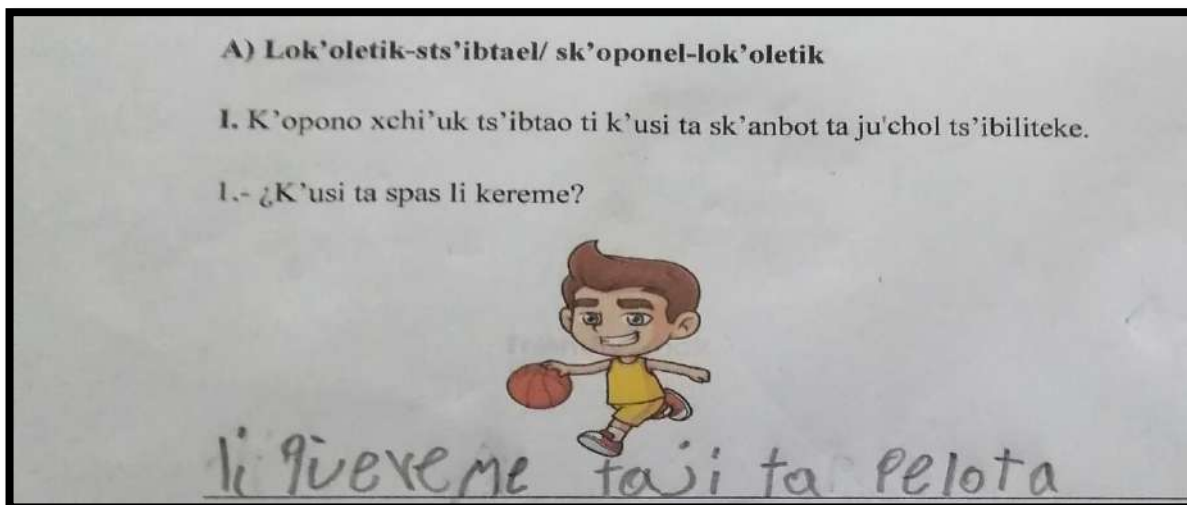 A) Lok’oletik-sts’ibtael/ sk’oponel-lok’oletik
I. K’opono xchi’uk ts’ibtao ti k’usi ta sk’anbot ta ju'chol ts’ibiliteke.
1.- ¿K’usi ta spas li kereme?
li quereme taji ta pelota